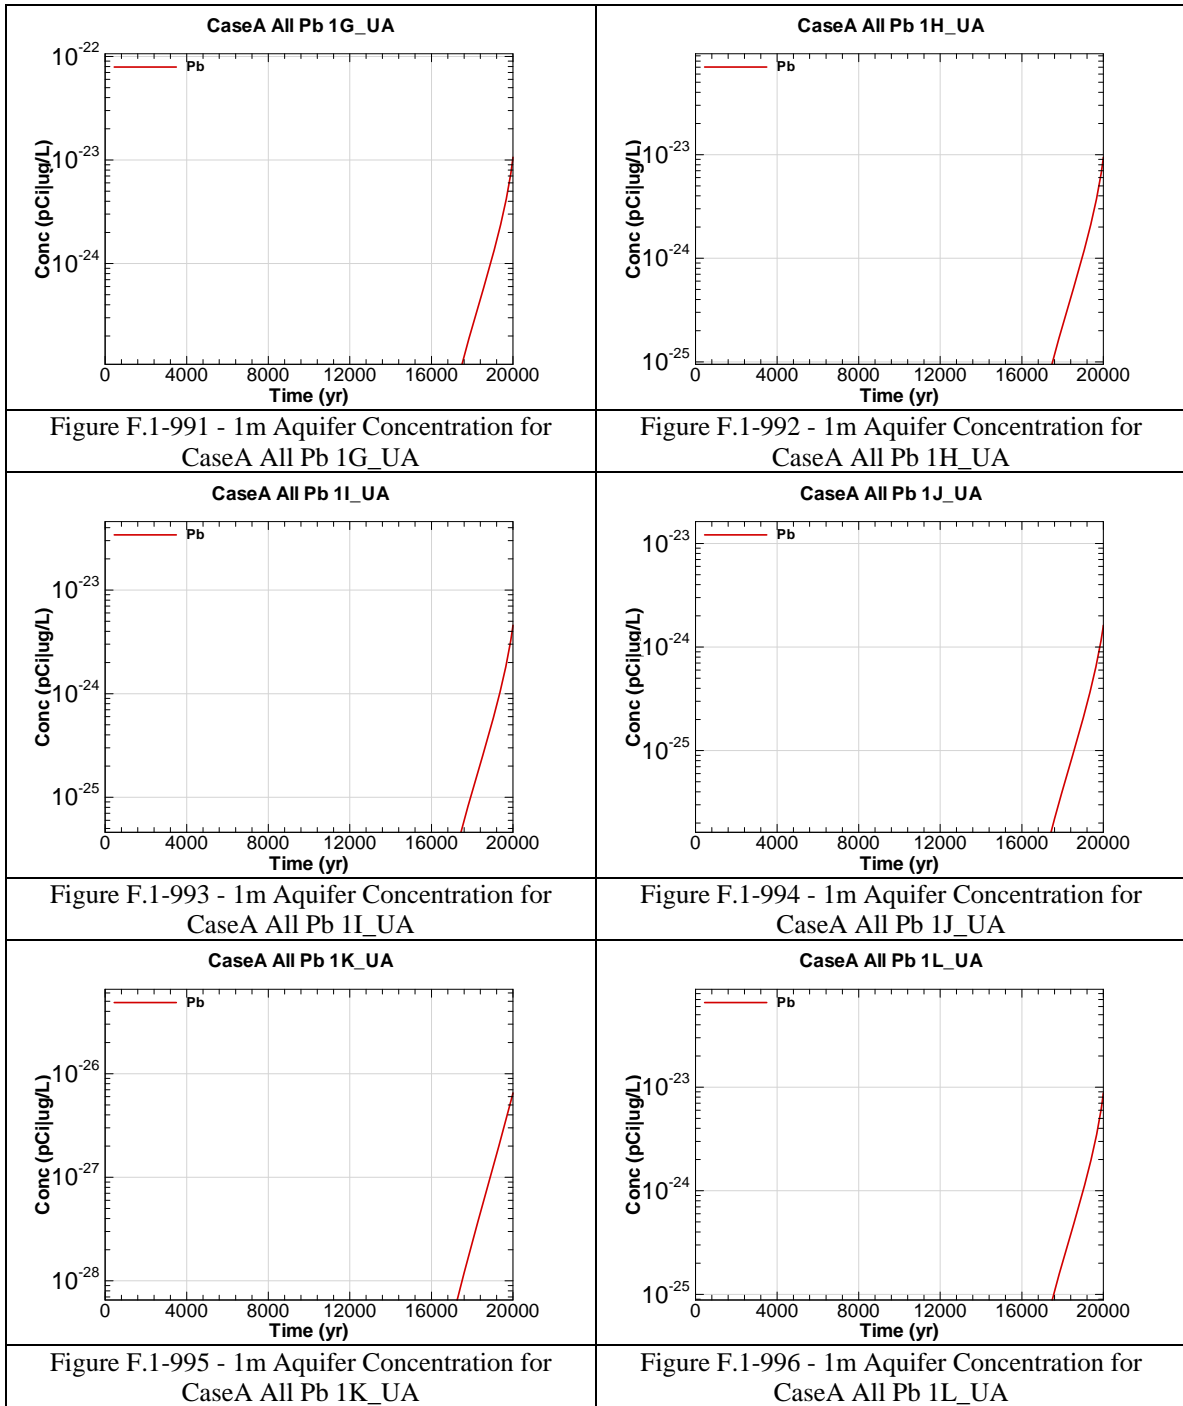 CaseA All Pb 1G_UA
Pb
Conc (pCi|ug/L)
10^-22
10^-23
10^-24
0 4000 8000 12000 16000 20000
Time (yr)
Figure F.1-991 - 1m Aquifer Concentration for
CaseA All Pb 1G_UA
CaseA All Pb 1H_UA
Pb
Conc (pCi|ug/L)
10^-23
10^-24
10^-25
0 4000 8000 12000 16000 20000
Time (yr)
Figure F.1-992 - 1m Aquifer Concentration for
CaseA All Pb 1H_UA
CaseA All Pb 1I_UA
Pb
Conc (pCi|ug/L)
10^-23
10^-24
10^-25
0 4000 8000 12000 16000 20000
Time (yr)
Figure F.1-993 - 1m Aquifer Concentration for
CaseA All Pb 1I_UA
CaseA All Pb 1J_UA
Pb
Conc (pCi|ug/L)
10^-23
10^-24
10^-25
0 4000 8000 12000 16000 20000
Time (yr)
Figure F.1-994 - 1m Aquifer Concentration for
CaseA All Pb 1J_UA
CaseA All Pb 1K_UA
Pb
Conc (pCi|ug/L)
10^-26
10^-27
10^-28
0 4000 8000 12000 16000 20000
Time (yr)
Figure F.1-995 - 1m Aquifer Concentration for
CaseA All Pb 1K_UA
CaseA All Pb 1L_UA
Pb
Conc (pCi|ug/L)
10^-23
10^-24
10^-25
0 4000 8000 12000 16000 20000
Time (yr)
Figure F.1-996 - 1m Aquifer Concentration for
CaseA All Pb 1L_UA